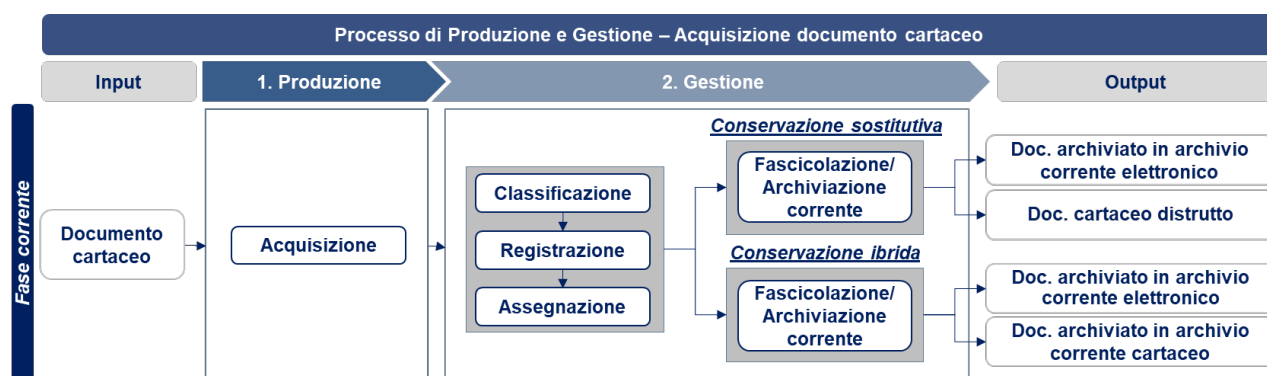 Processo di Produzione e Gestione – Acquisizione documento cartaceo
Input
1. Produzione
2. Gestione
Output
Fase corrente
Documento
cartaceo
Acquisizione
Classificazione
Registrazione
Assegnazione
Conservazione sostitutiva
Fascicolazione/
Archiviazione
corrente
Conservazione ibrida
Fascicolazione/
Archiviazione
corrente
Doc. archiviato in archivio
corrente elettronico
Doc. cartaceo distrutto
Doc. archiviato in archivio
corrente elettronico
Doc. archiviato in archivio
corrente cartaceo